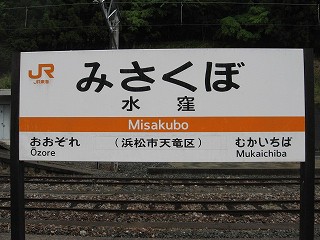 JR
JR東海
みさくぼ
水窪
Misakubo
おおぞれ (浜松市天竜区) むかいちば
Ōzore Mukaichiba